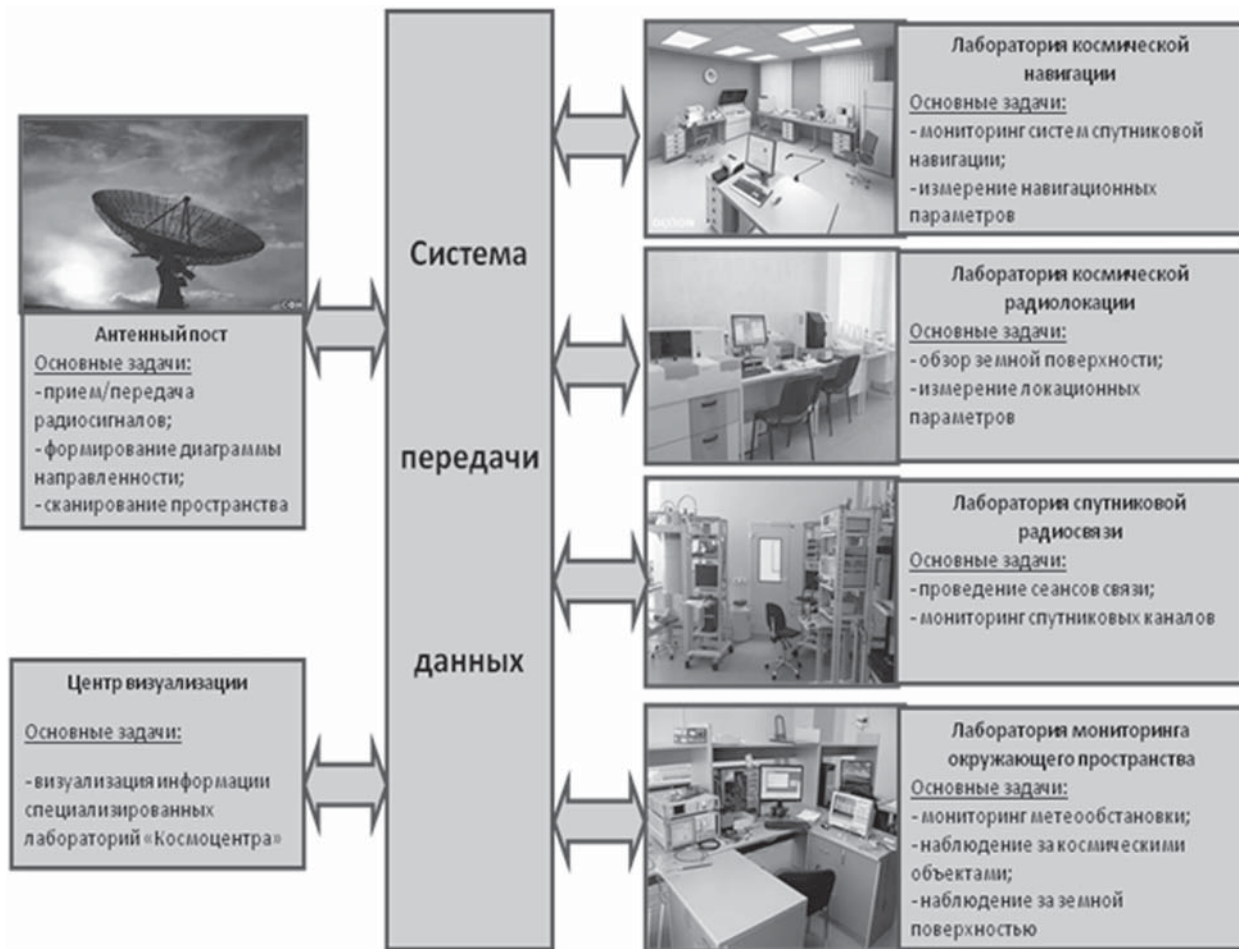 Антенный пост
Основные задачи:
-прием/передача
радиосигналов;
-формирование диаграммы
направленности;
-сканирование пространства
Центр визуализации
Основные задачи:
-визуализация информации
специализированных
лабораторий «Космоцентра»
Система
передачи
данных
Лаборатория космической
навигации
Основные задачи:
- мониторинг систем спутниковой
навигации;
-измерение навигационных
параметров
Лаборатория космической
радиолокации
Основные задачи:
-обзор земной поверхности;
-измерение локационных
параметров
Лаборатория спутниковой
радиосвязи
Основные задачи:
- проведение сеансов связи;
- мониторинг спутниковых каналов
Лаборатория мониторинга
окружающего пространства
Основные задачи:
- мониторинг метеообстановки;
-наблюдение за космическими
объектами;
-наблюдение за земной
поверхностью